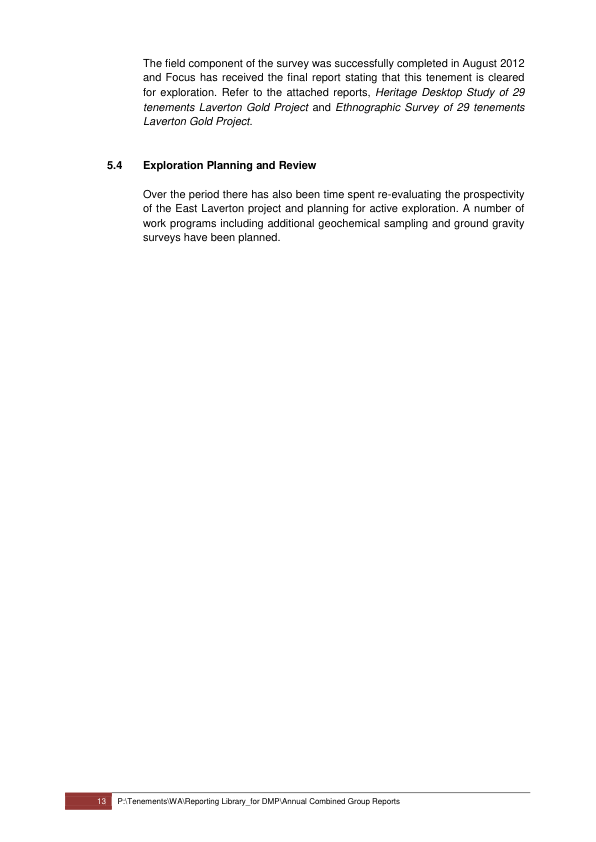 The field component of the survey was successfully completed in August 2012
and Focus has received the final report stating that this tenement is cleared
for exploration. Refer to the attached reports, Heritage Desktop Study of 29
tenements Laverton Gold Project and Ethnographic Survey of 29 tenements
Laverton Gold Project.
5.4 Exploration Planning and Review
Over the period there has also been time spent re-evaluating the prospectivity
of the East Laverton project and planning for active exploration. A number of
work programs including additional geochemical sampling and ground gravity
surveys have been planned.
13 P:\Tenements\WA\Reporting Library_for DMP\Annual Combined Group Reports